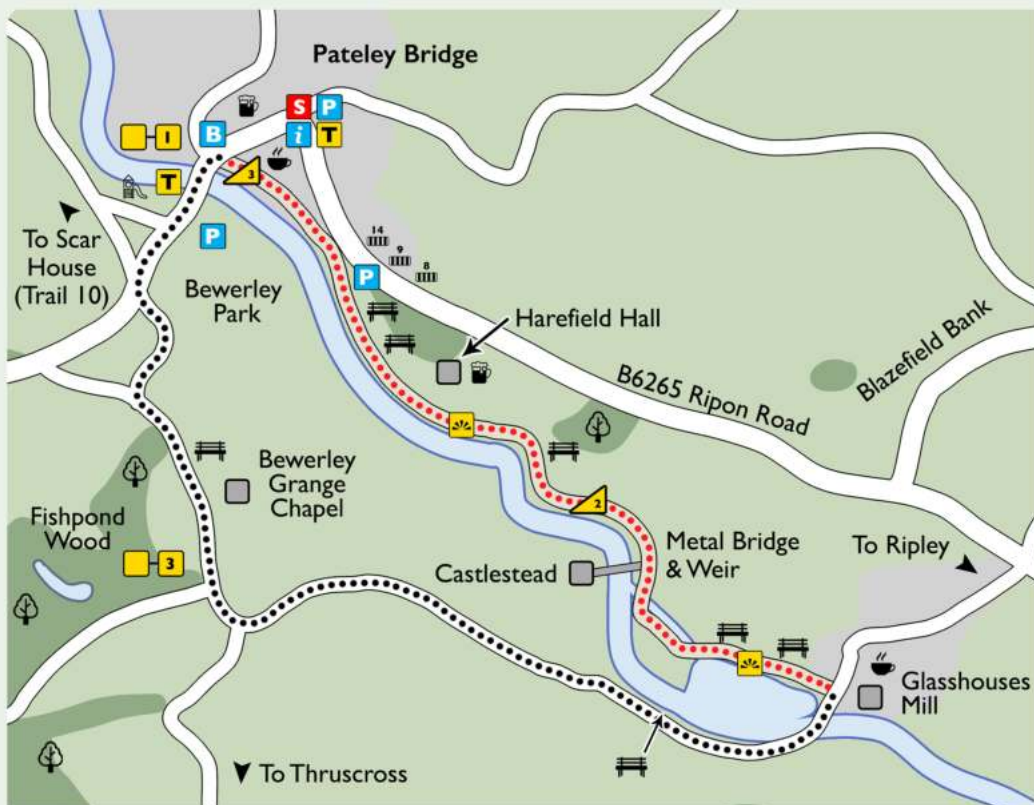 Pateley Bridge
S
P
i
T
B
1
3
T
P
To Scar
House
(Trail 10)
Bewerley
Park
14
9
8
P
Harefield Hall
B6265 Ripon Road
Blazefield Bank
Bewerley
Grange
Chapel
Fishpond
Wood
3
2
Castlestead
Metal Bridge
& Weir
To Ripley
Glasshouses
Mill
To Thruscross